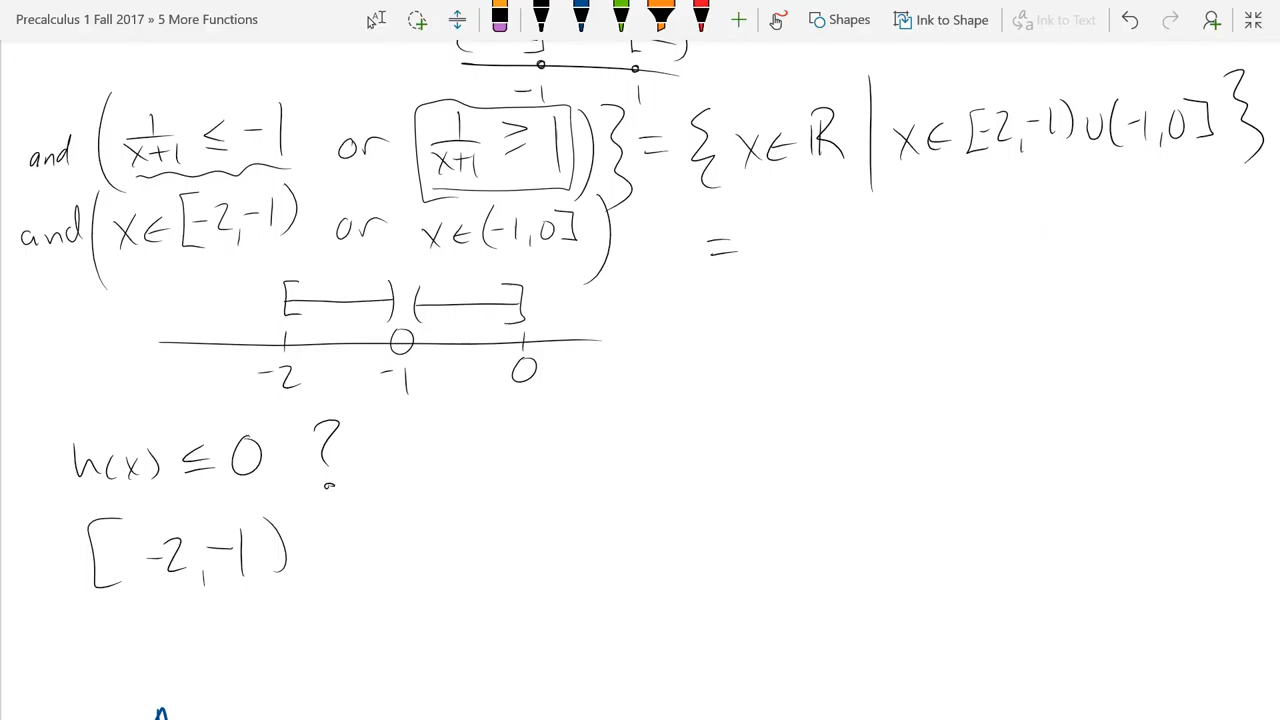 Precalculus 1 Fall 2017 » 5 More Functions
Shapes
Ink to Shape
Ink to Text
-1 1
and ( 1/(x+1) ≤ -1 or 1/(x+1) ≥ 1 ) } = { x ∈ ℝ | x ∈ [-2,-1) ∪ (-1,0] }
and ( x ∈ [-2,-1) or x ∈ (-1,0] ) =
[ ) ( ]
-2 -1 0
h(x) ≤ 0 ?
[ -2, -1 )